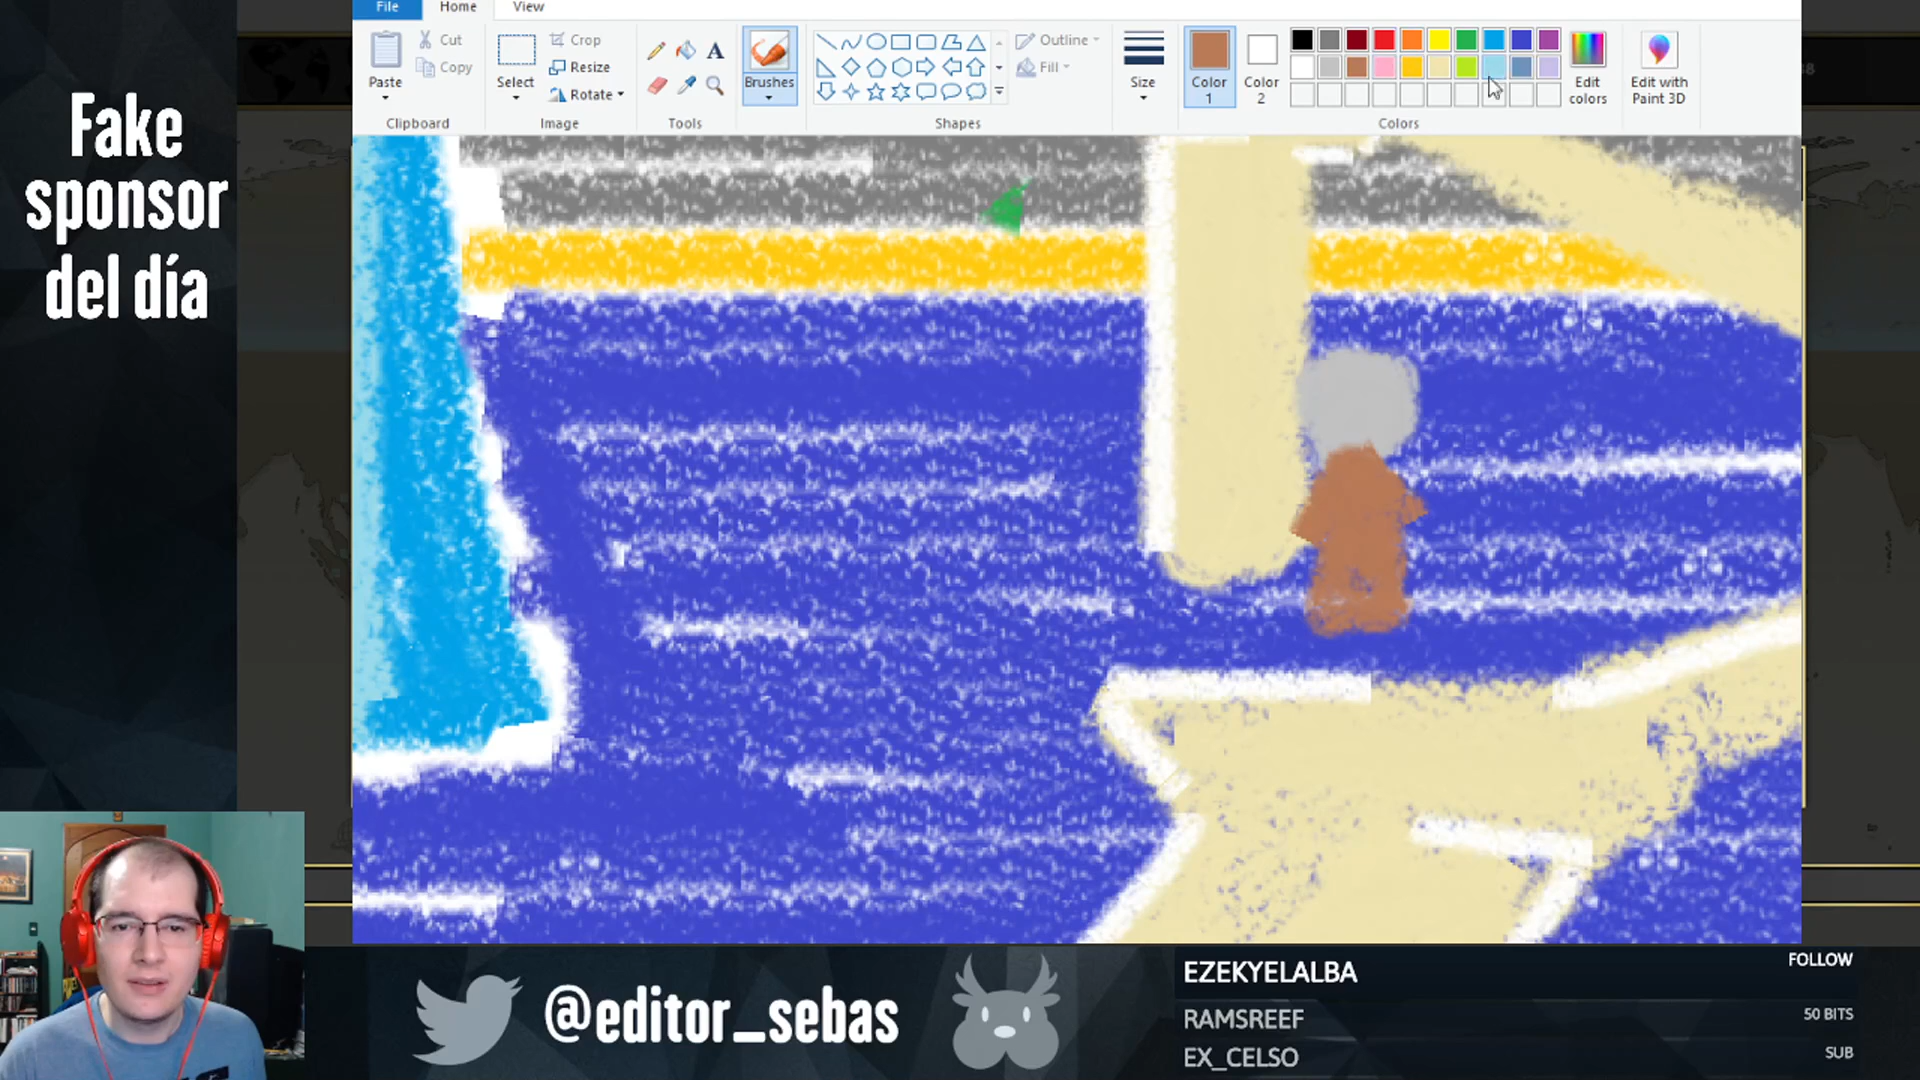 File Home View
Paste
Cut
Copy
Clipboard
Select
Crop
Resize
Rotate
Image
A
Tools
Brushes
Shapes
Outline
Fill
Size
Color
1
Color
2
Colors
Edit
colors
Edit with
Paint 3D
Fake
sponsor
del día
@editor_sebas
EZEKYELALBA FOLLOW
RAMSREEF 50 BITS
EX_CELSO SUB